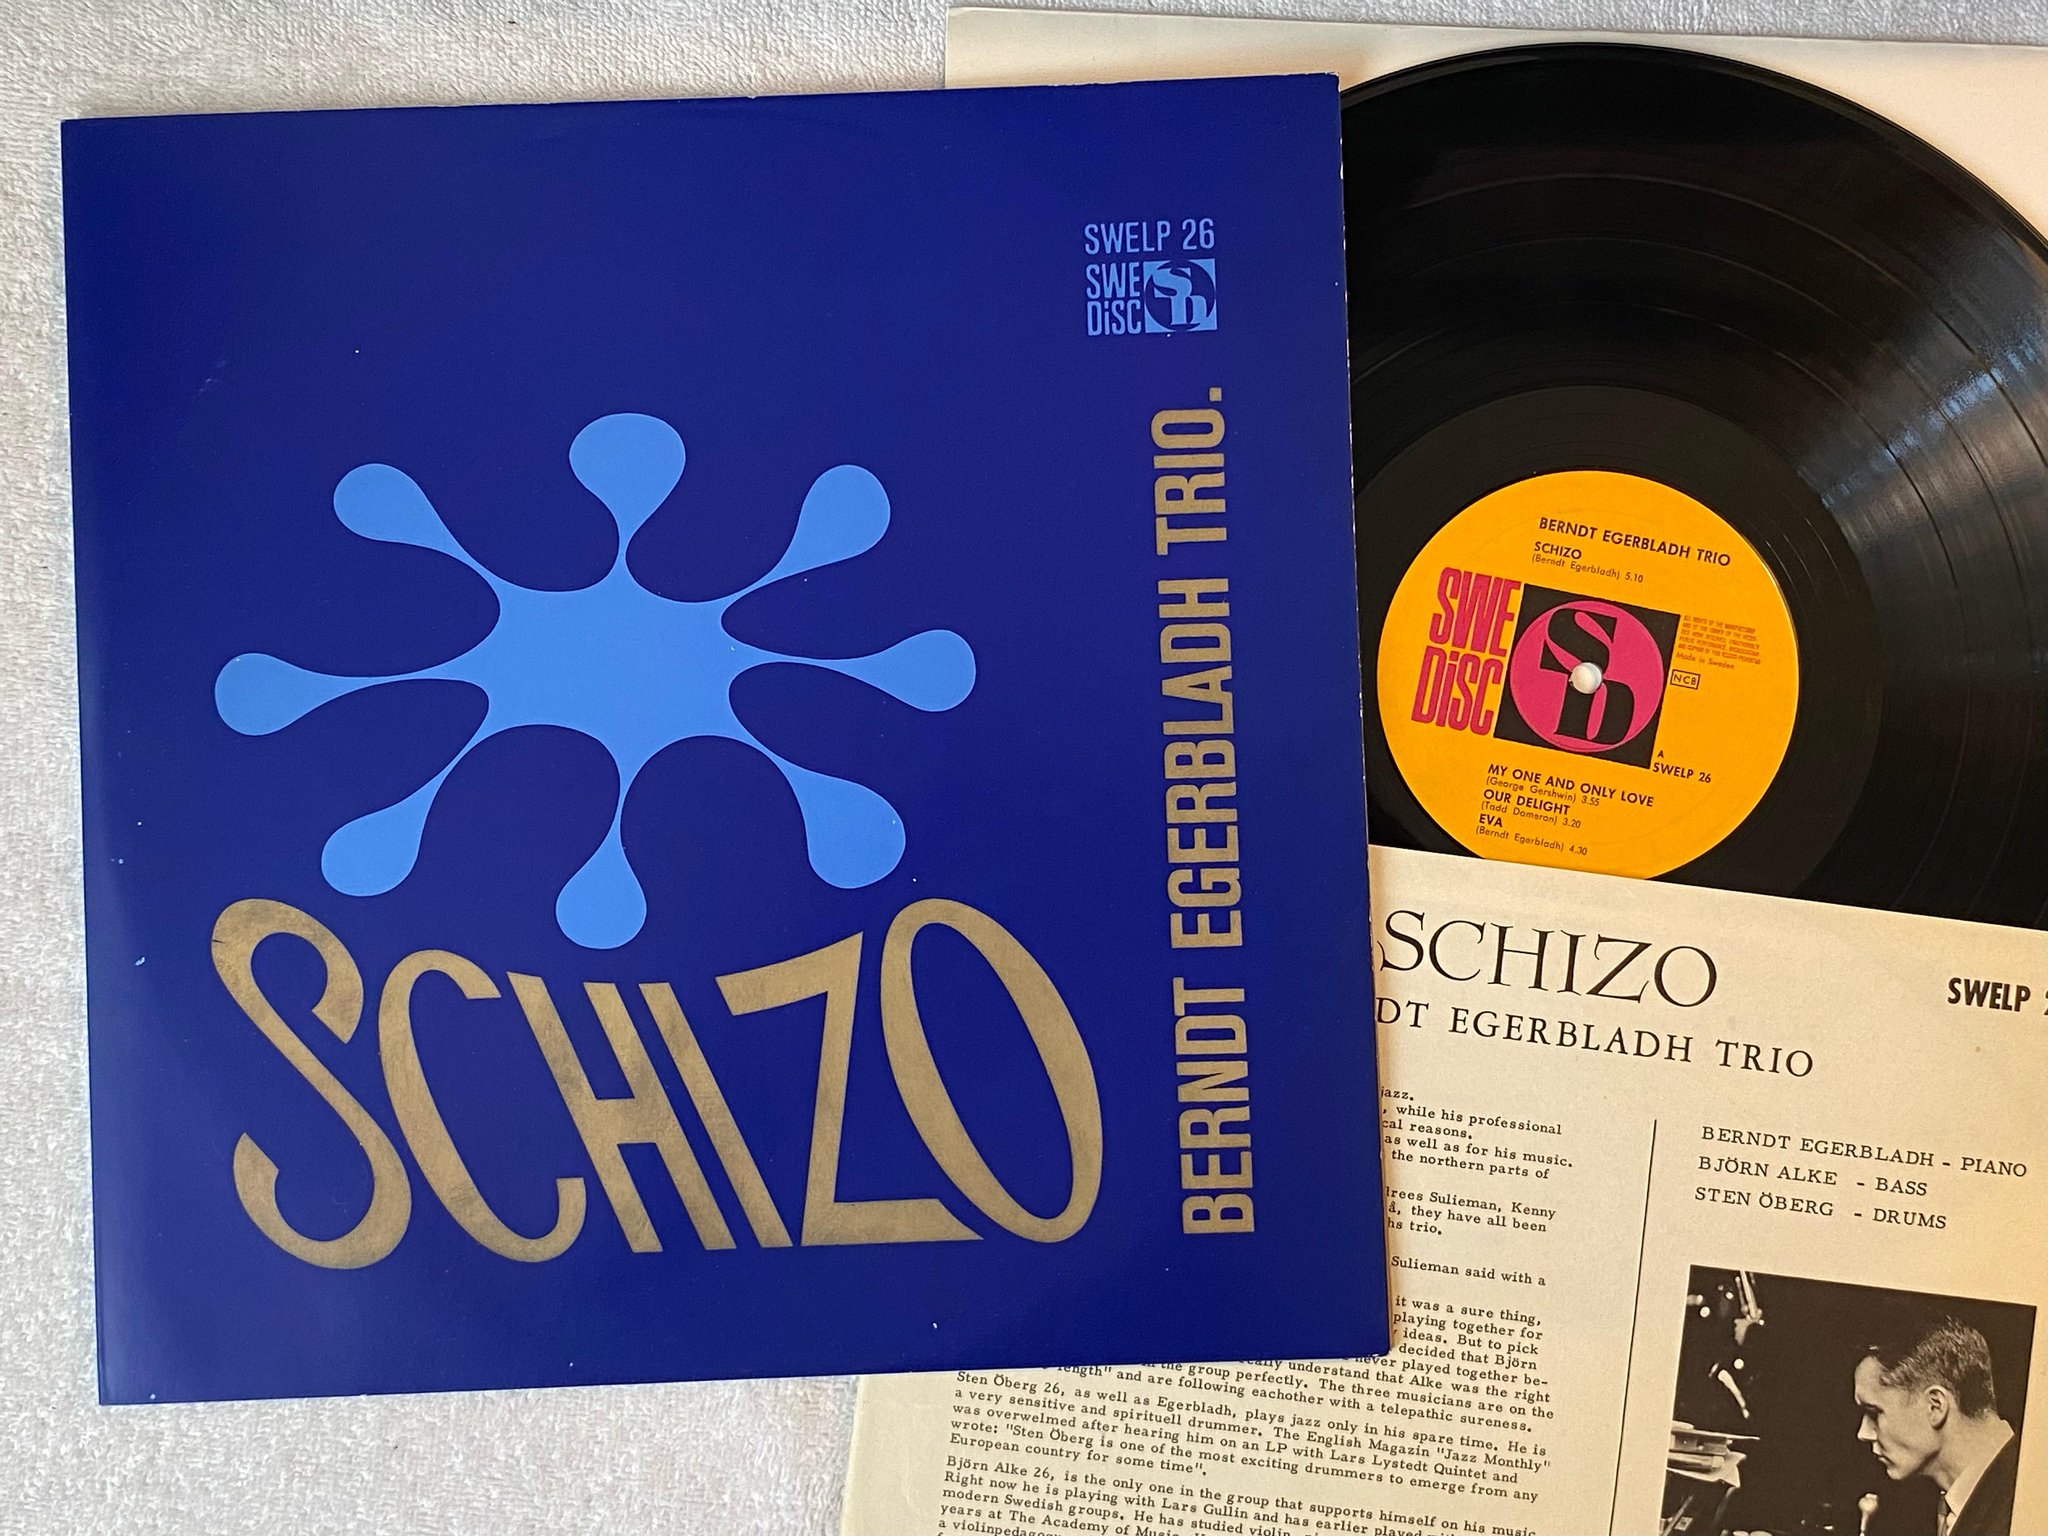 SWELP 26
SWE
DiSC
SD
SCHIZO
BERNDT EGERBLADH TRIO.
BERNDT EGERBLADH TRIO
SCHIZO
(Berndt Egerbladh) 5.10
SWE
DiSC
SD
Made in Sweden
NCB
A
SWELP 26
MY ONE AND ONLY LOVE
(George Gershwin) 3.55
OUR DELIGHT
(Tadd Dameron) 3.20
EVA
(Berndt Egerbladh) 4.30
SCHIZO
SWELP
DT EGERBLADH TRIO
jazz.
, while his professional
cal reasons.
as well as for his music.
the northern parts of
drees Sulieman, Kenny
å, they have all been
hs trio.
Sulieman said with a
it was a sure thing,
playing together for
ideas. But to pick
decided that Björn
never played together be-
understand that Alke was the right
the group perfectly. The three musicians are on the
length" and are following eachother with a telepathic sureness.
Sten Öberg 26, as well as Egerbladh, plays jazz only in his spare time. He is
a very sensitive and spirituell drummer. The English Magazin "Jazz Monthly"
was overwelmed after hearing him on an LP with Lars Lystedt Quintet and
wrote: "Sten Öberg is one of the most exciting drummers to emerge from any
European country for some time".
Björn Alke 26, is the only one in the group that supports himself on his music
Right now he is playing with Lars Gullin and has earlier played
modern Swedish groups. He has studied violin
years at The Academy of Music.
a violinpedagog
BERNDT EGERBLADH - PIANO
BJÖRN ALKE - BASS
STEN ÖBERG - DRUMS